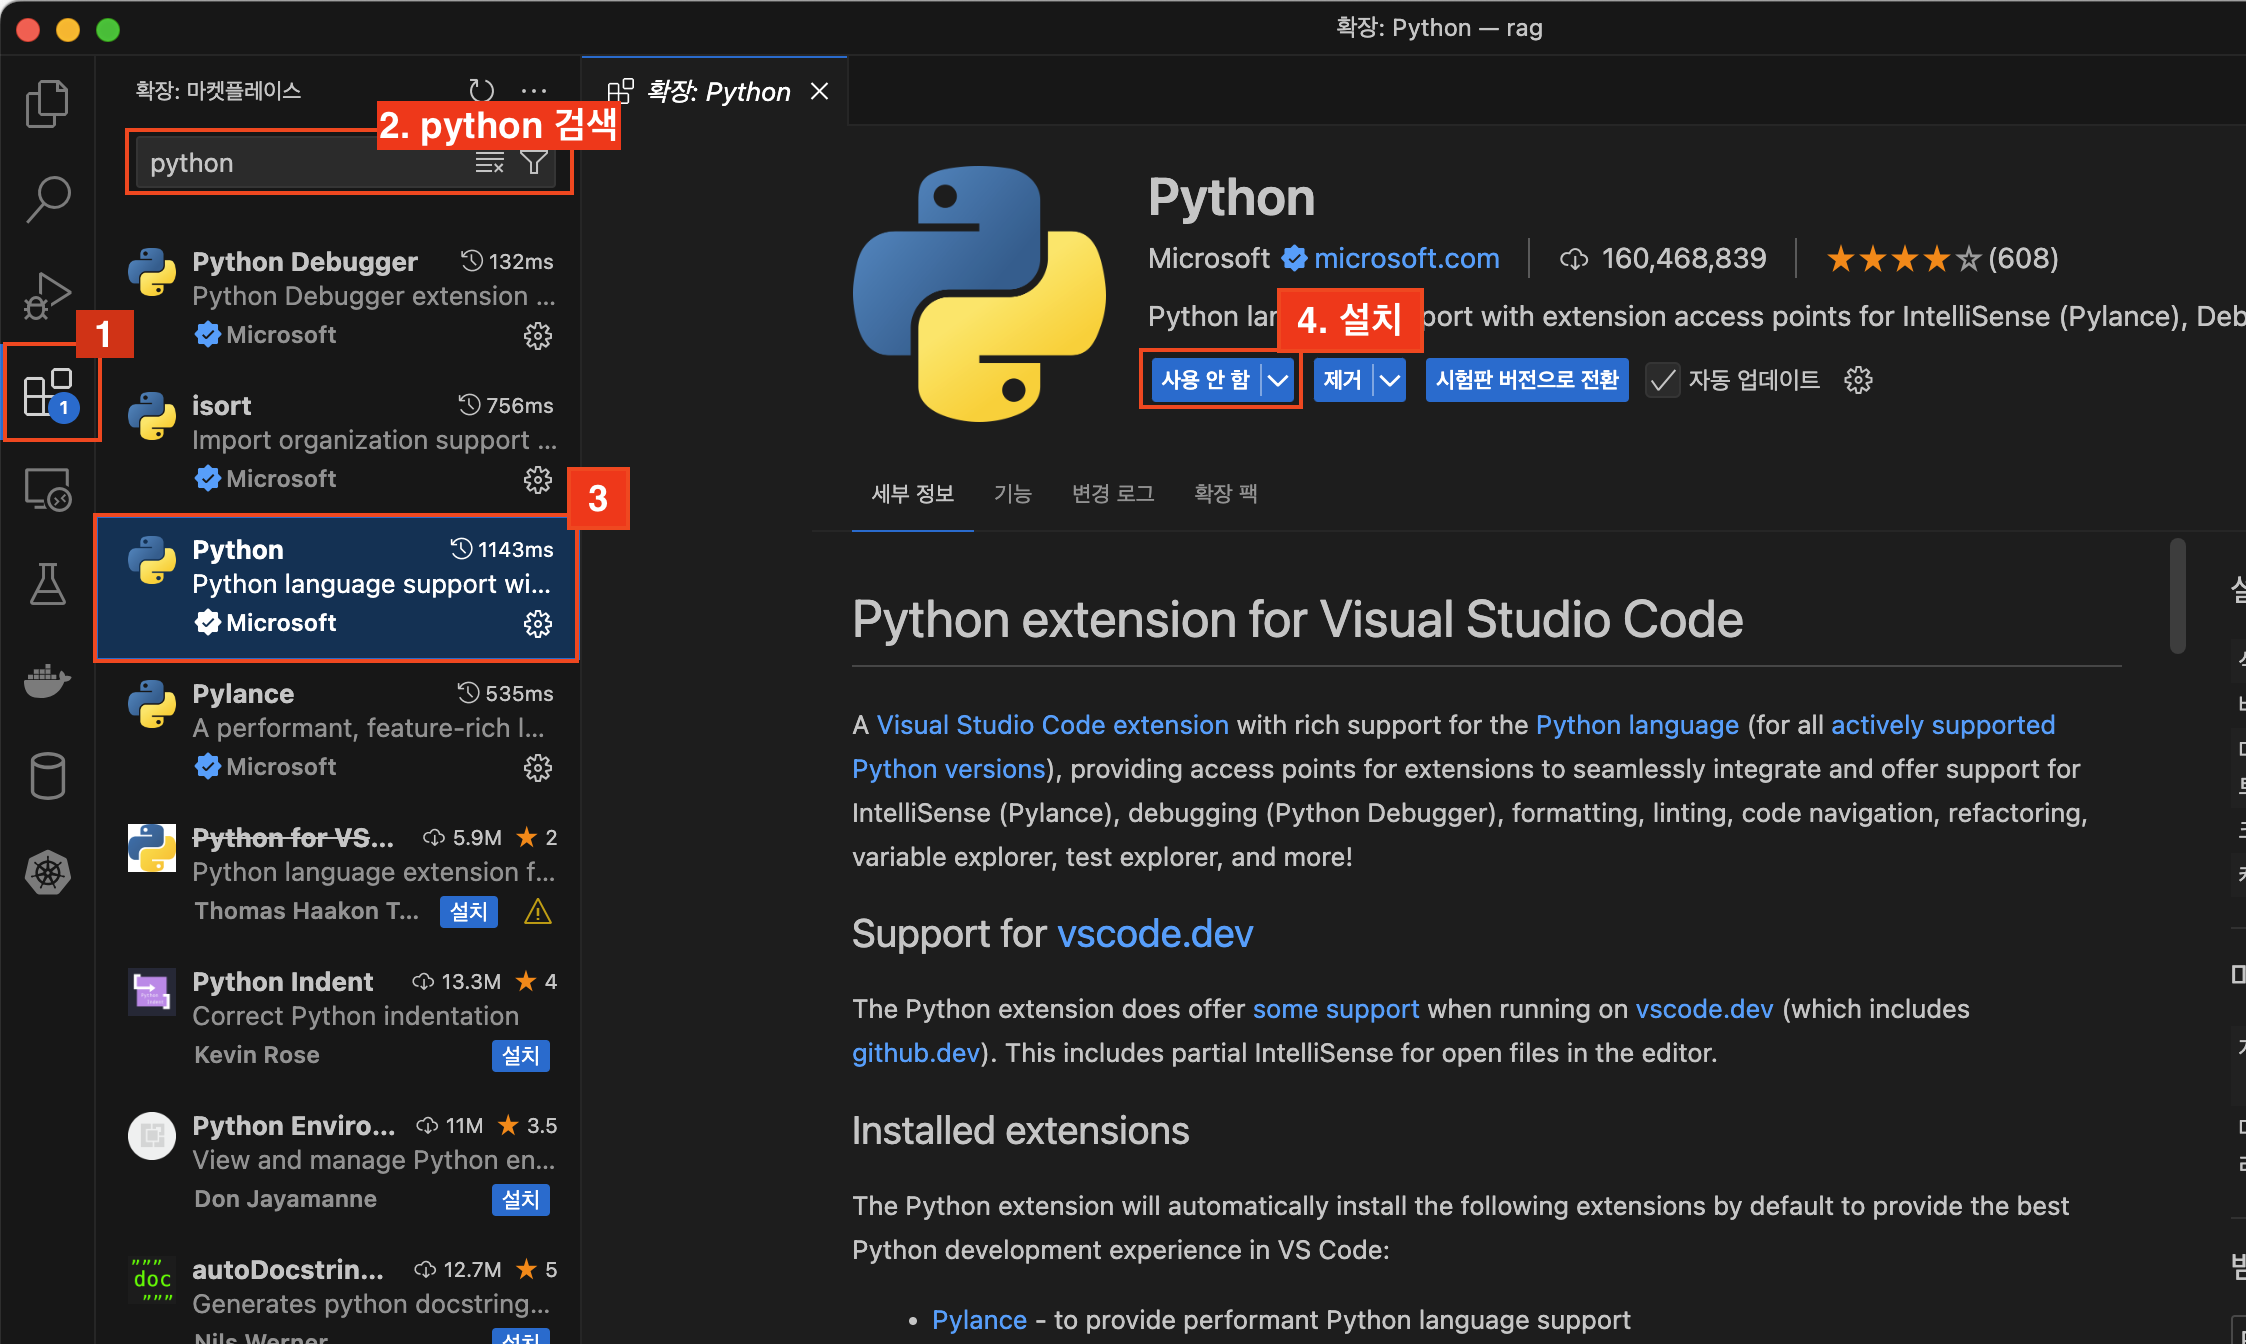 확장: Python — rag
확장: 마켓플레이스
2. python 검색
python
1
1
Python Debugger 132ms
Python Debugger extension ...
Microsoft
isort 756ms
Import organization support ...
Microsoft
3
Python 1143ms
Python language support wi...
Microsoft
Pylance 535ms
A performant, feature-rich l...
Microsoft
Python for VS... 5.9M 2
Python language extension f...
Thomas Haakon T... 설치
Python Indent 13.3M 4
Correct Python indentation
Kevin Rose 설치
Python Enviro... 11M 3.5
View and manage Python en...
Don Jayamanne 설치
doc
autoDocstrin... 12.7M 5
Generates python docstring...
Nils Werner 설치
확장: Python
Python
Microsoft microsoft.com 160,468,839 (608)
4. 설치
Python lan port with extension access points for IntelliSense (Pylance), Deb
사용 안 함 제거 시험판 버전으로 전환 자동 업데이트
세부 정보 기능 변경 로그 확장 팩
Python extension for Visual Studio Code
A Visual Studio Code extension with rich support for the Python language (for all actively supported
Python versions), providing access points for extensions to seamlessly integrate and offer support for
IntelliSense (Pylance), debugging (Python Debugger), formatting, linting, code navigation, refactoring,
variable explorer, test explorer, and more!
Support for vscode.dev
The Python extension does offer some support when running on vscode.dev (which includes
github.dev). This includes partial IntelliSense for open files in the editor.
Installed extensions
The Python extension will automatically install the following extensions by default to provide the best
Python development experience in VS Code:
• Pylance - to provide performant Python language support